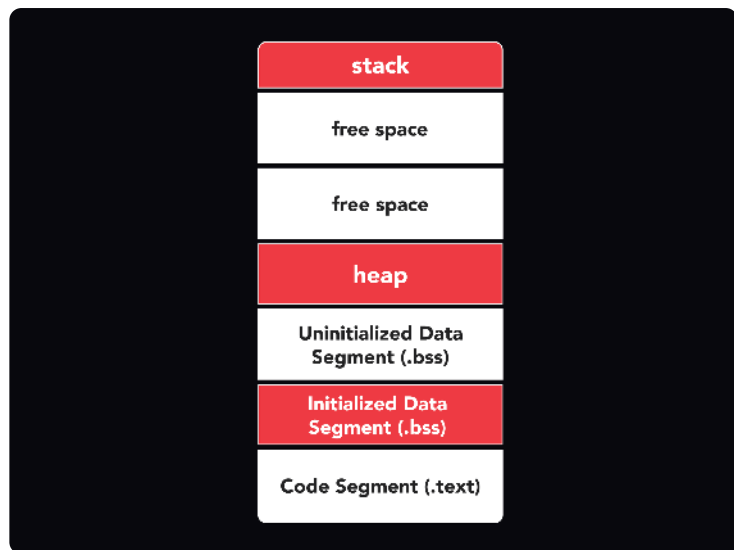 stack
free space
free space
heap
Uninitialized Data
Segment (.bss)
Initialized Data
Segment (.bss)
Code Segment (.text)